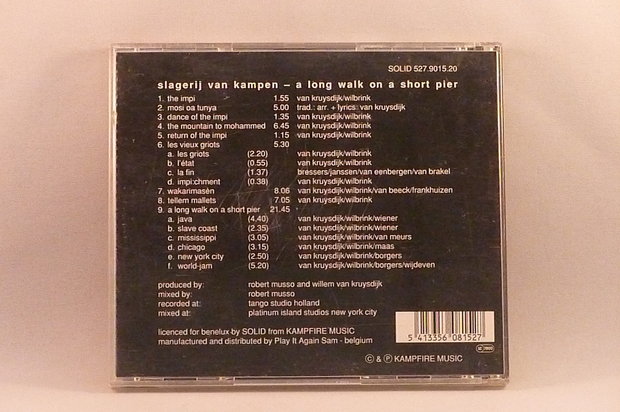 SOLID 527.9015.20
slagerij van kampen – a long walk on a short pier
1. the impi 1.55 van kruysdijk/wilbrink
2. mosi oa tunya 5.00 trad.: arr. + lyrics: van kruysdijk
3. dance of the impi 1.35 van kruysdijk/wilbrink
4. the mountain to mohammed 6.45 van kruysdijk/wilbrink
5. return of the impi 1.15 van kruysdijk/wilbrink
6. les vieux griots 5.30
a. les griots (2.20) van kruysdijk/wilbrink
b. l'état (0.55) van kruysdijk/wilbrink
c. la fin (1.37) bressers/janssen/van eenbergen/van brakel
d. impi:chment (0.38) van kruysdijk/wilbrink
7. wakarimasèn 8.06 van kruysdijk/wilbrink/van beeck/frankhuizen
8. tellem mallets 7.05 van kruysdijk/wilbrink
9. a long walk on a short pier 21.45
a. java (4.40) van kruysdijk/wilbrink/wiener
b. slave coast (2.35) van kruysdijk/wilbrink/wiener
c. mississippi (3.05) van kruysdijk/wilbrink/van meurs
d. chicago (3.15) van kruysdijk/wilbrink/maas
e. new york city (2.50) van kruysdijk/wilbrink/borgers
f. world-jam (5.20) van kruysdijk/wilbrink/borgers/wijdeven
produced by: robert musso and willem van kruysdijk
mixed by: robert musso
recorded at: tango studio holland
mixed at: platinum island studios new york city
licenced for benelux by SOLID from KAMPFIRE MUSIC
manufactured and distributed by Play It Again Sam - belgium
5 413356 081527
© & ℗ KAMPFIRE MUSIC